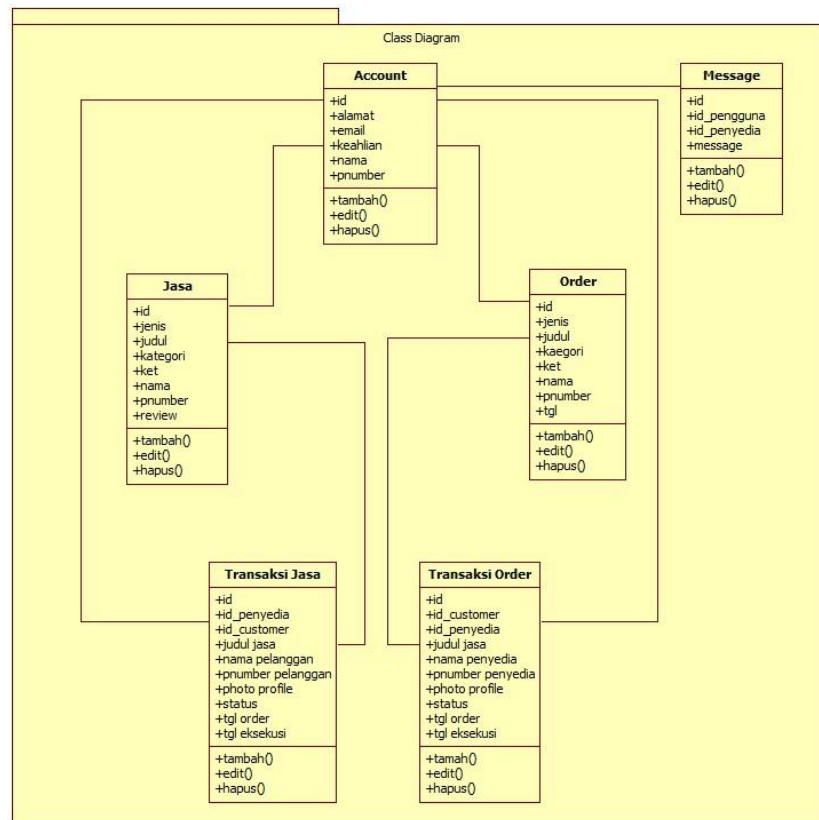 Class Diagram
Account
+id
+alamat
+email
+keahlian
+nama
+pnumber
+tambah()
+edit()
+hapus()
Message
+id
+id_pengguna
+id_penyedia
+message
+tambah()
+edit()
+hapus()
Jasa
+id
+jenis
+judul
+kategori
+ket
+nama
+pnumber
+review
+tambah()
+edit()
+hapus()
Order
+id
+jenis
+judul
+kaegori
+ket
+nama
+pnumber
+tgl
+tambah()
+edit()
+hapus()
Transaksi Jasa
+id
+id_penyedia
+id_customer
+judul jasa
+nama pelanggan
+pnumber pelanggan
+photo profile
+status
+tgl order
+tgl eksekusi
+tambah()
+edit()
+hapus()
Transaksi Order
+id
+id_customer
+id_penyedia
+judul jasa
+nama penyedia
+pnumber penyedia
+photo profile
+status
+tgl order
+tgl eksekusi
+tamah()
+edit()
+hapus()